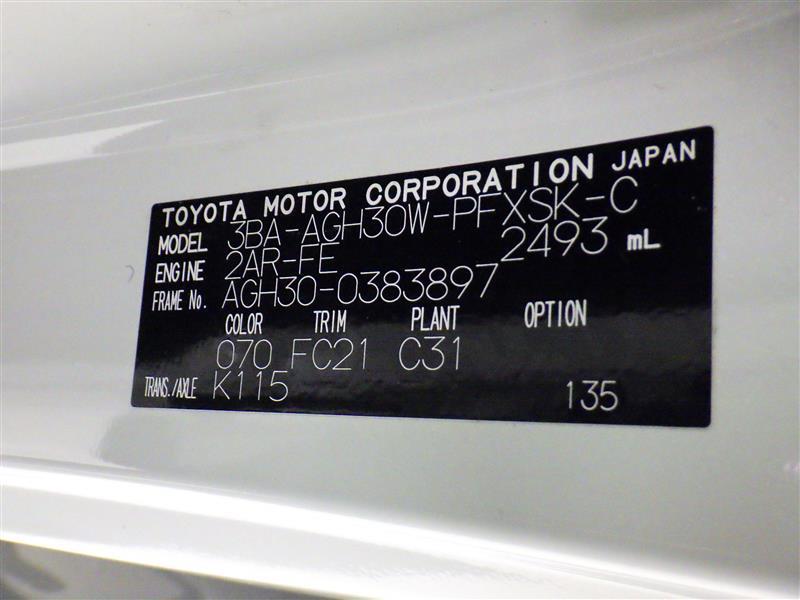 TOYOTA MOTOR CORPORATION JAPAN
MODEL 3BA-AGH30W-PFXSK-C
ENGINE 2AR-FE 2493 mL
FRAME No. AGH30-0383897
COLOR TRIM PLANT OPTION
070 FC21 C31
TRANS./AXLE K115 135